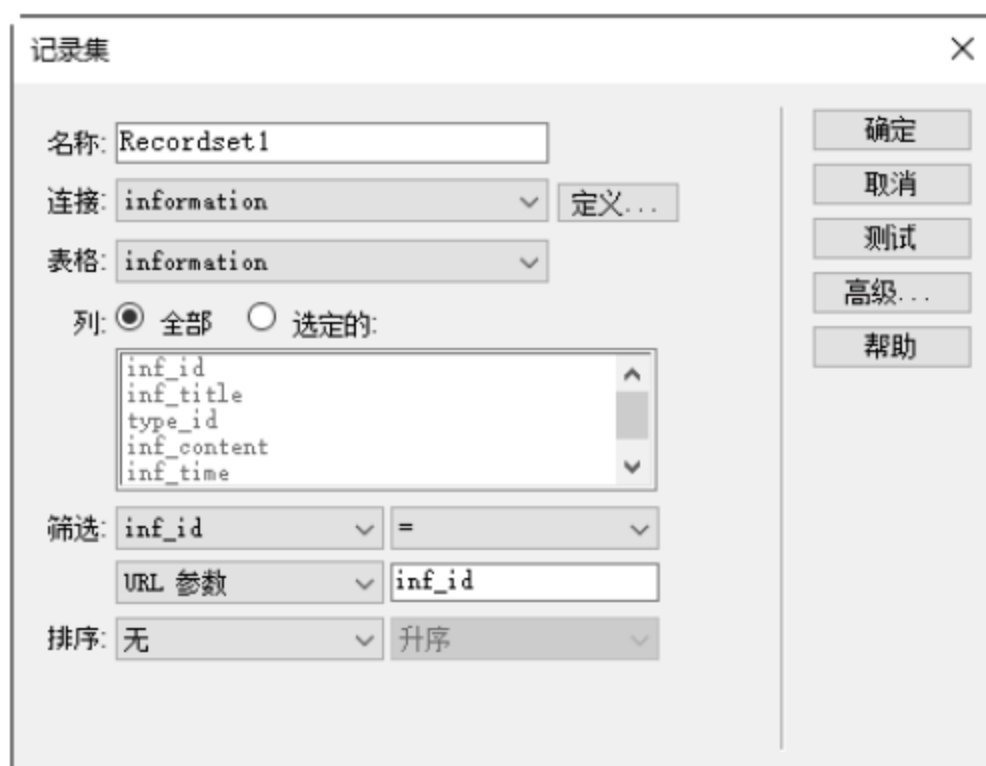 记录集
名称: Recordset1
确定
连接: information 定义...
取消
表格: information
测试
列: 全部 选定的:
高级...
inf_id
帮助
inf_title
type_id
inf_content
inf_time
筛选: inf_id =
URL 参数 inf_id
排序: 无 升序